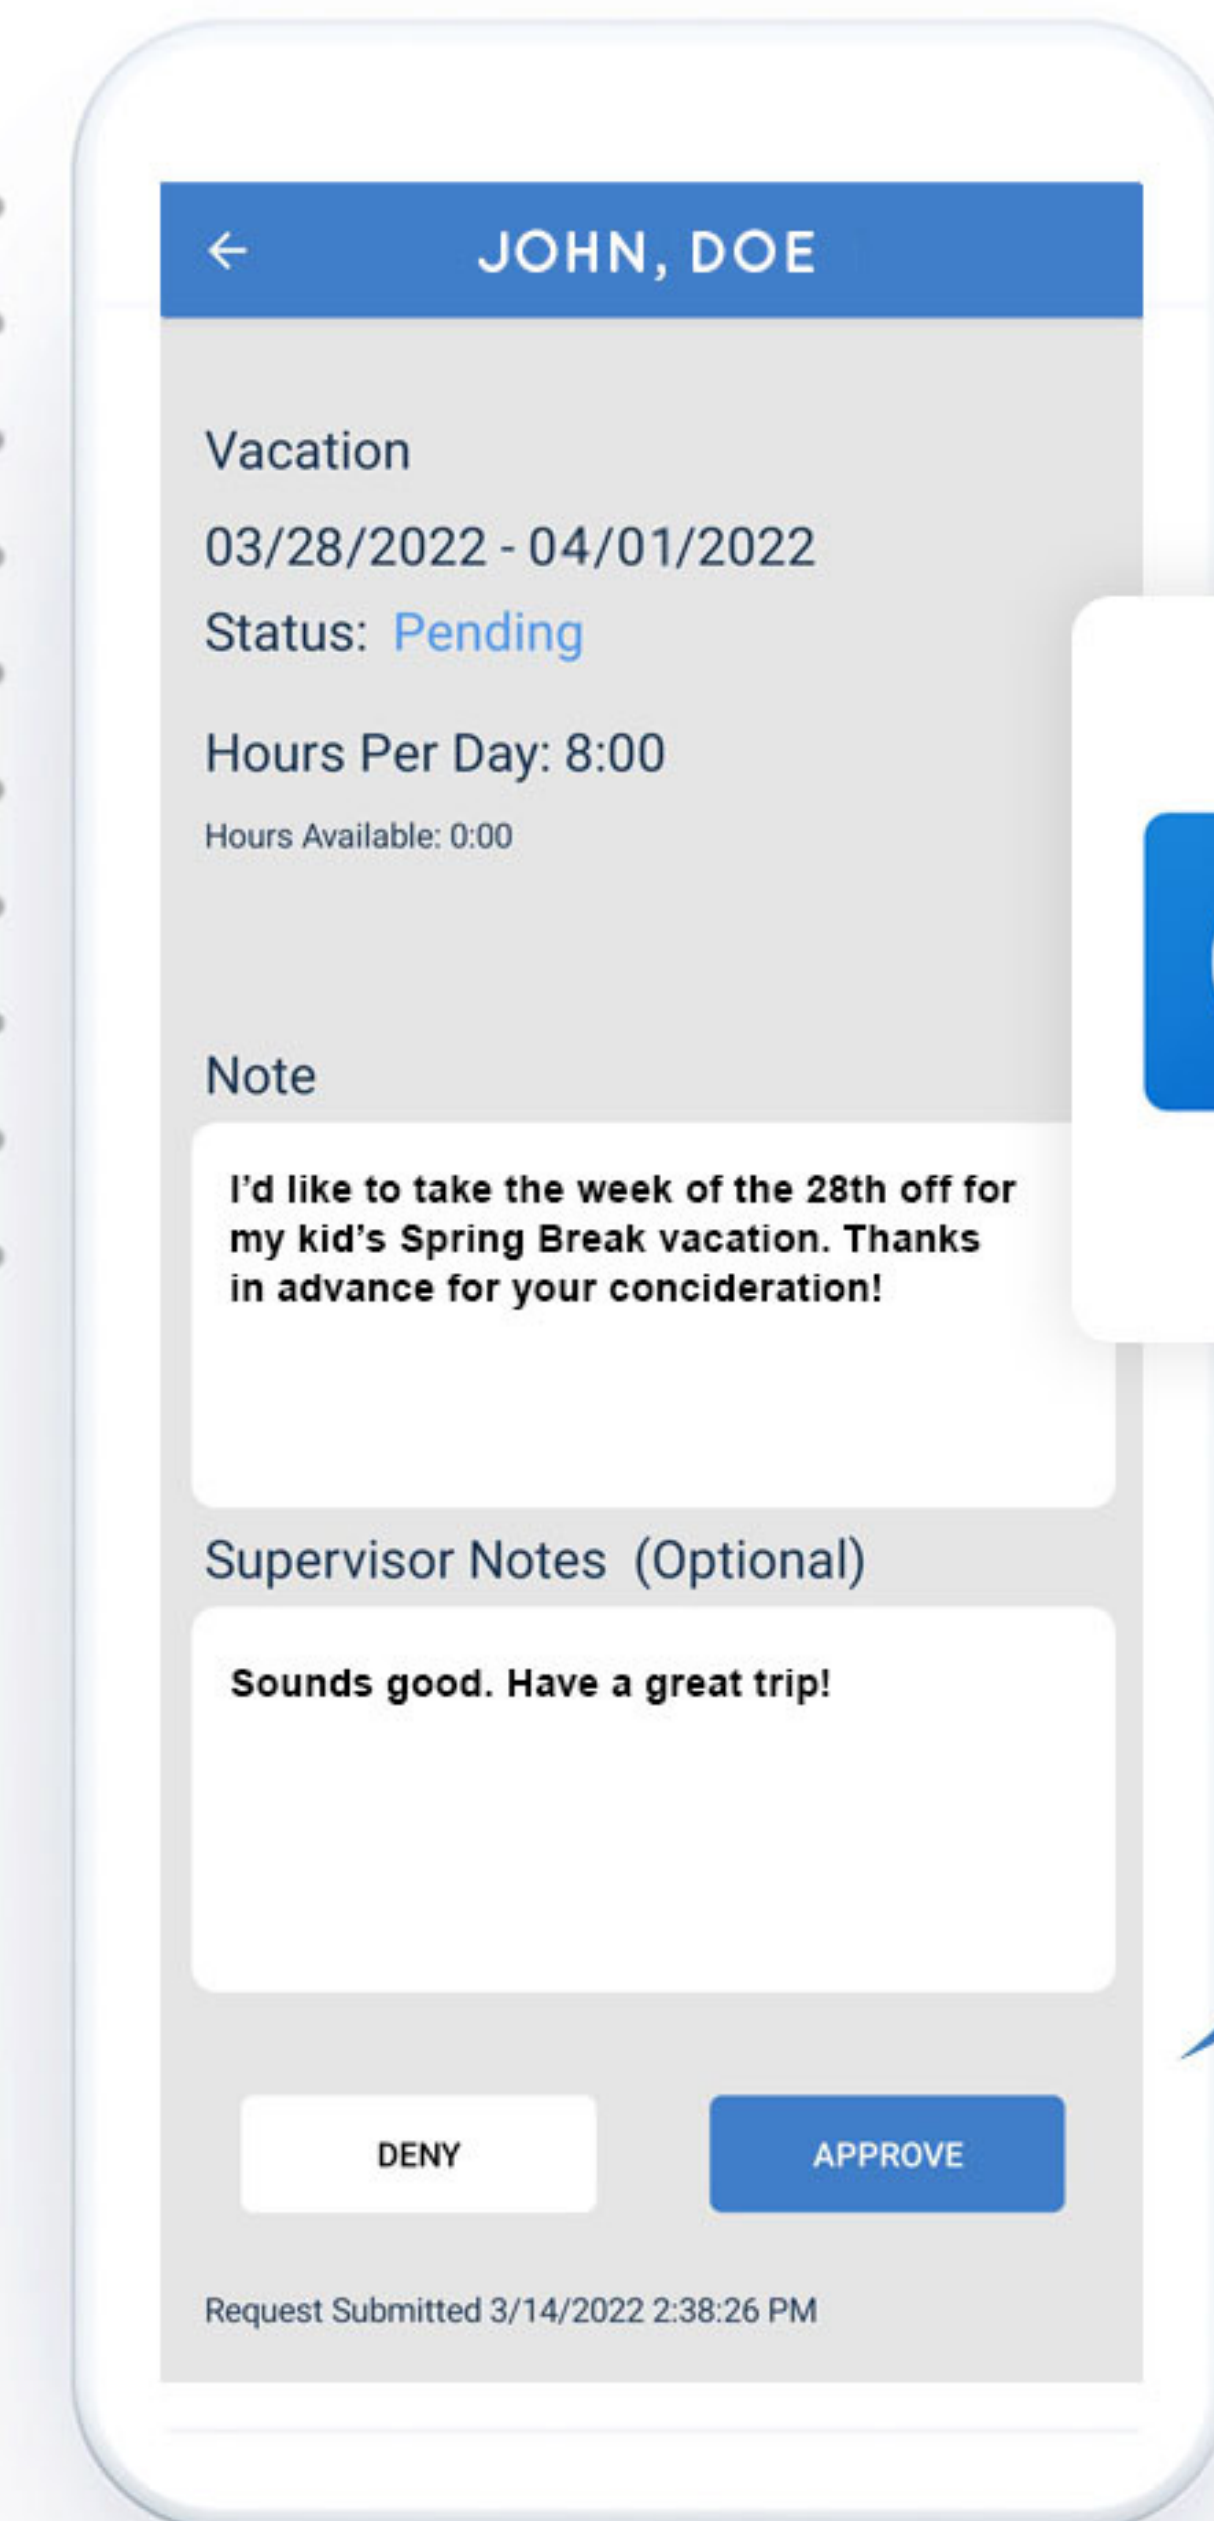 JOHN, DOE
Vacation
03/28/2022 - 04/01/2022
Status: Pending
Hours Per Day: 8:00
Hours Available: 0:00
Note
I'd like to take the week of the 28th off for
my kid's Spring Break vacation. Thanks
in advance for your concideration!
Supervisor Notes (Optional)
Sounds good. Have a great trip!
DENY
APPROVE
Request Submitted 3/14/2022 2:38:26 PM